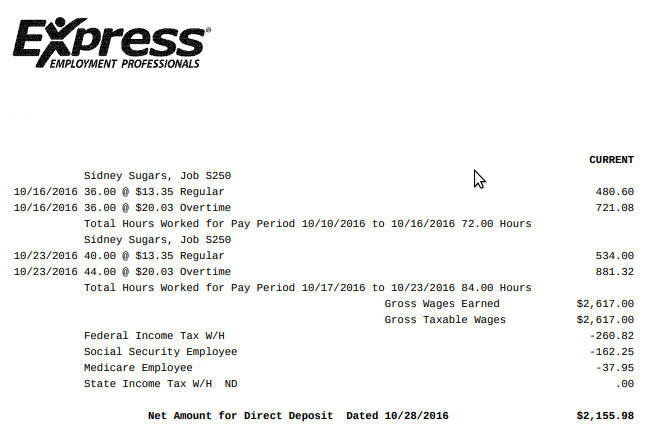 Express®
EMPLOYMENT PROFESSIONALS
CURRENT
Sidney Sugars, Job S250
10/16/2016 36.00 @ $13.35 Regular 480.60
10/16/2016 36.00 @ $20.03 Overtime 721.08
Total Hours Worked for Pay Period 10/10/2016 to 10/16/2016 72.00 Hours
Sidney Sugars, Job S250
10/23/2016 40.00 @ $13.35 Regular 534.00
10/23/2016 44.00 @ $20.03 Overtime 881.32
Total Hours Worked for Pay Period 10/17/2016 to 10/23/2016 84.00 Hours
Gross Wages Earned $2,617.00
Gross Taxable Wages $2,617.00
Federal Income Tax W/H -260.82
Social Security Employee -162.25
Medicare Employee -37.95
State Income Tax W/H ND .00
Net Amount for Direct Deposit Dated 10/28/2016 $2,155.98